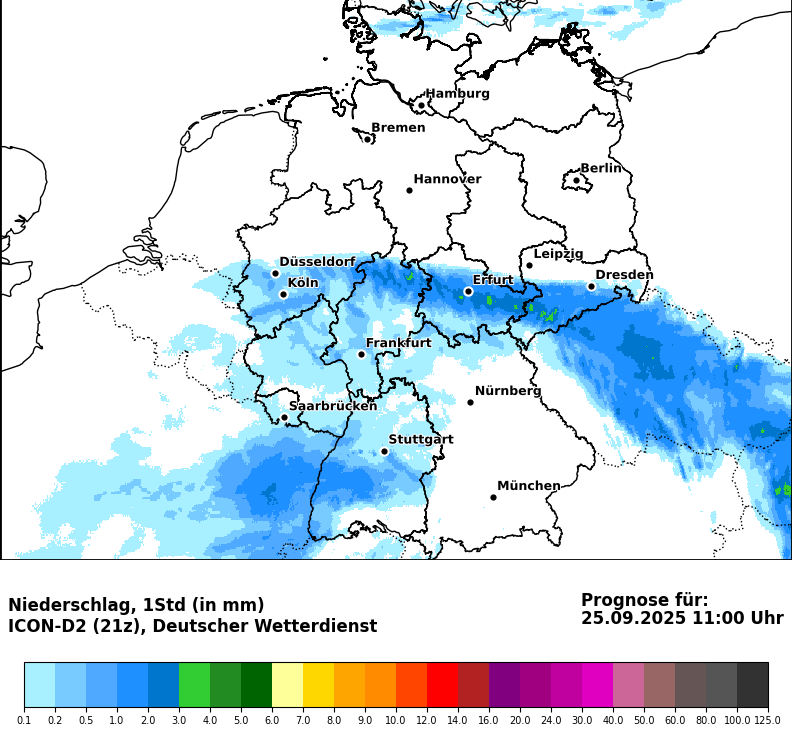 Hamburg
Bremen
Berlin
Hannover
Leipzig
Düsseldorf
Dresden
Köln
Erfurt
Frankfurt
Nürnberg
Saarbrücken
Stuttgart
München
Niederschlag, 1Std (in mm)
ICON-D2 (21z), Deutscher Wetterdienst
Prognose für:
25.09.2025 11:00 Uhr
0.1 0.2 0.5 1.0 2.0 3.0 4.0 5.0 6.0 7.0 8.0 9.0 10.0 12.0 14.0 16.0 20.0 24.0 30.0 40.0 50.0 60.0 80.0 100.0 125.0